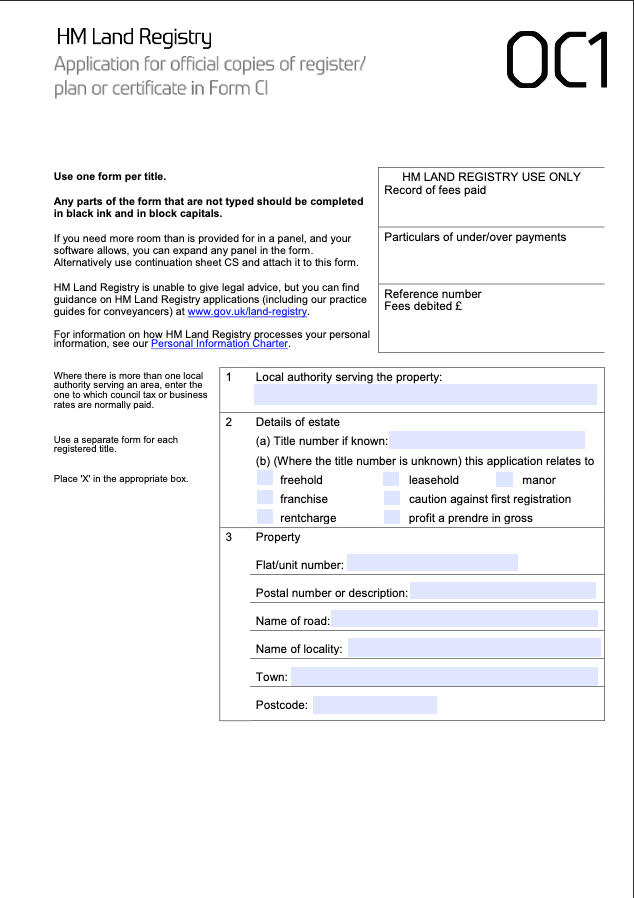 HM Land Registry
Application for official copies of register/
plan or certificate in Form CI
OC1
Use one form per title.
Any parts of the form that are not typed should be completed
in black ink and in block capitals.
If you need more room than is provided for in a panel, and your
software allows, you can expand any panel in the form.
Alternatively use continuation sheet CS and attach it to this form.
HM Land Registry is unable to give legal advice, but you can find
guidance on HM Land Registry applications (including our practice
guides for conveyancers) at www.gov.uk/land-registry.
For information on how HM Land Registry processes your personal
information, see our Personal Information Charter.
HM LAND REGISTRY USE ONLY
Record of fees paid
Particulars of under/over payments
Reference number
Fees debited £
Where there is more than one local
authority serving an area, enter the
one to which council tax or business
rates are normally paid.
1 Local authority serving the property:
Use a separate form for each
registered title.
Place 'X' in the appropriate box.
2 Details of estate
(a) Title number if known:
(b) (Where the title number is unknown) this application relates to
freehold leasehold manor
franchise caution against first registration
rentcharge profit a prendre in gross
3 Property
Flat/unit number:
Postal number or description:
Name of road:
Name of locality:
Town:
Postcode: